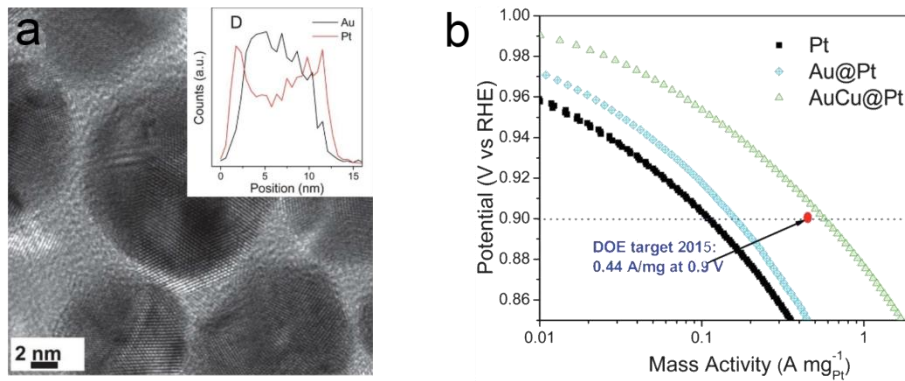 a
D
Au
Pt
Counts (a.u.)
0 5 10 15
Position (nm)
2 nm
b
1.00
0.98
0.96
0.94
0.92
0.90
0.88
0.86
Potential (V vs RHE)
Pt
Au@Pt
AuCu@Pt
DOE target 2015:
0.44 A/mg at 0.9 V
0.01 0.1 1
Mass Activity (A mg⁻¹Pt)